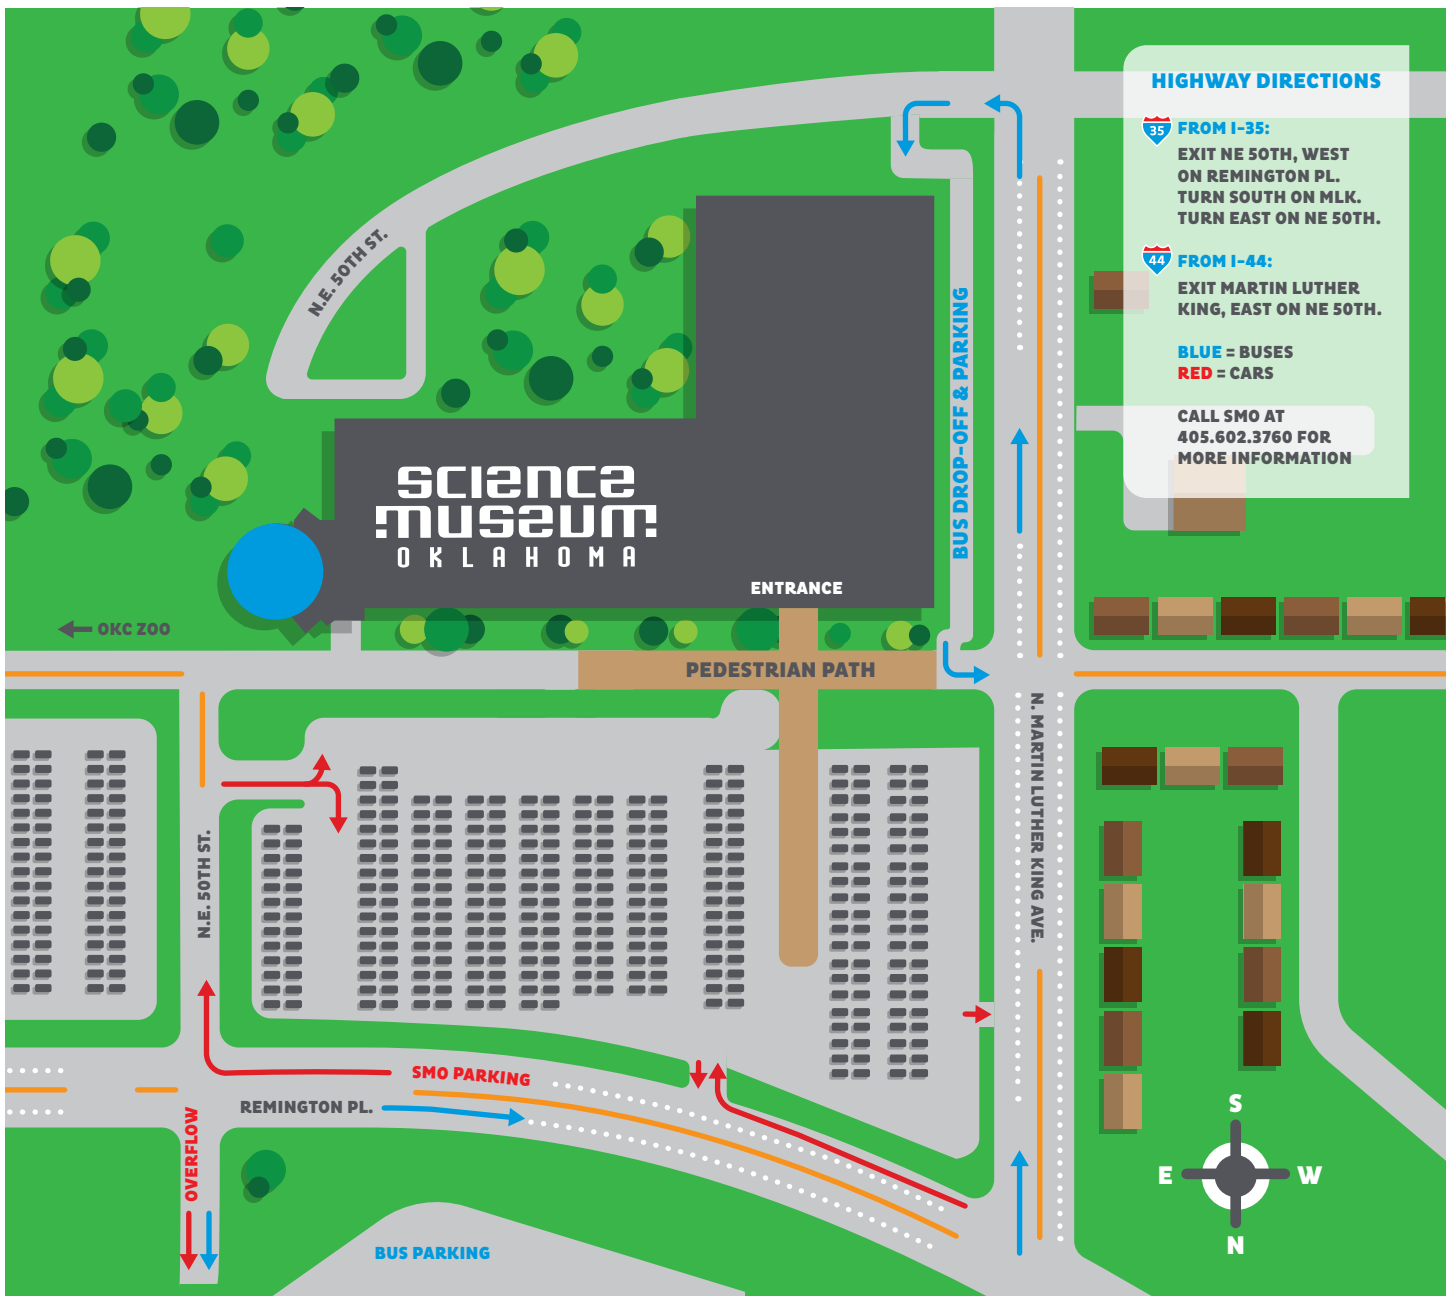 HIGHWAY DIRECTIONS
35
FROM I-35:
EXIT NE 50TH, WEST
ON REMINGTON PL.
TURN SOUTH ON MLK.
TURN EAST ON NE 50TH.
44
FROM I-44:
EXIT MARTIN LUTHER
KING, EAST ON NE 50TH.
BLUE = BUSES
RED = CARS
CALL SMO AT
405.602.3760 FOR
MORE INFORMATION
N.E. 50TH ST.
BUS DROP-OFF & PARKING
science
museum
OKLAHOMA
ENTRANCE
OKC ZOO
PEDESTRIAN PATH
N. MARTIN LUTHER KING AVE.
N.E. 50TH ST.
SMO PARKING
REMINGTON PL.
OVERFLOW
BUS PARKING
S
E
W
N